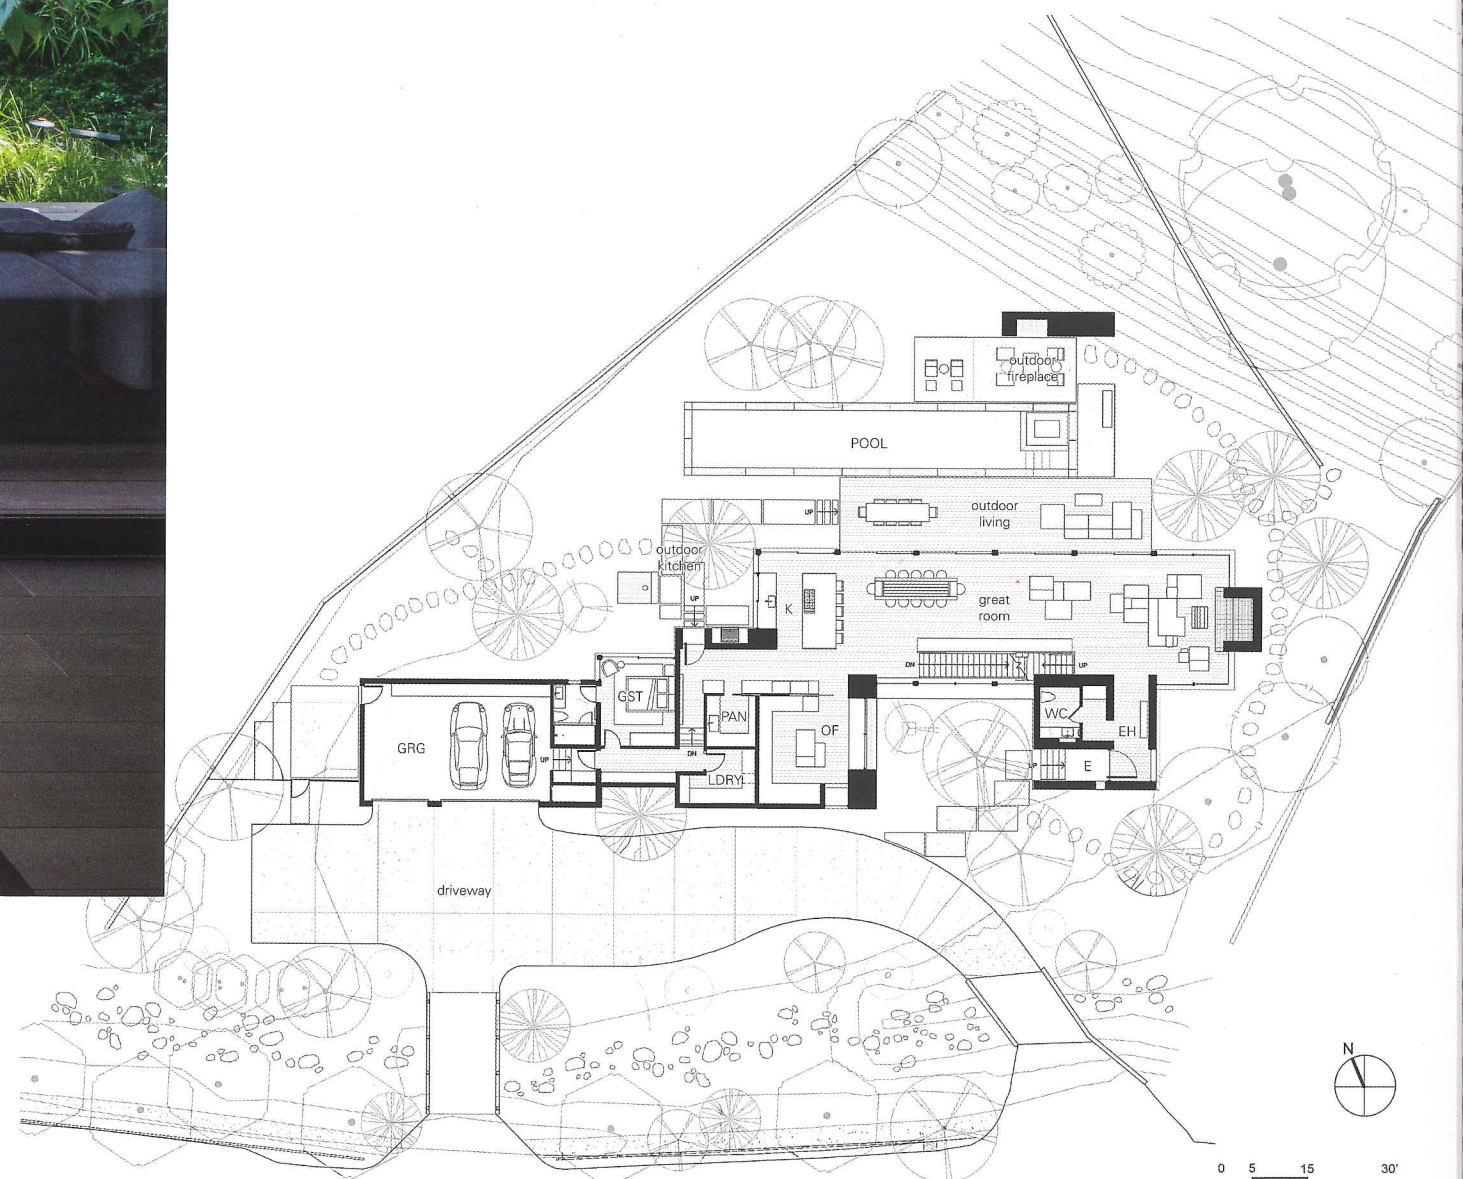 outdoor
fireplace
POOL
UP
outdoor
living
outdoor
kitchen
UP
K
great
room
DN
UP
GST
PAN
WC
OF
EH
GRG
UP
DN
LDRY
UP
E
driveway
N
0 5 15 30'